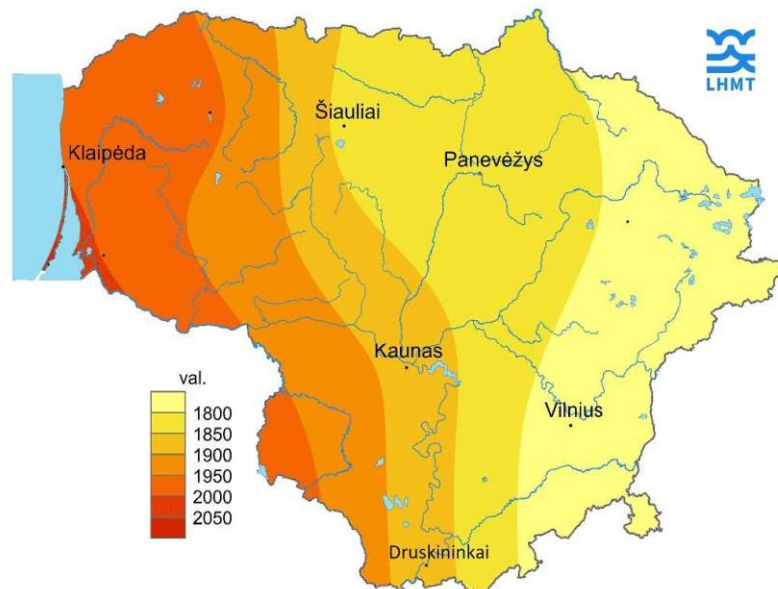 LHMT
Šiauliai
Klaipėda
Panevėžys
Kaunas
val.
1800
1850
1900
1950
2000
2050
Vilnius
Druskininkai